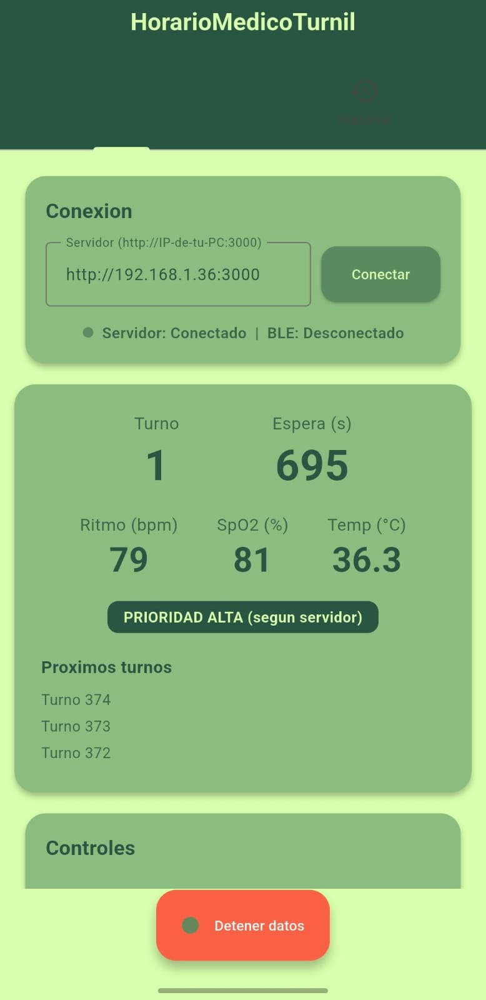 HorarioMedicoTurnil
Conexion
Servidor (http://IP-de-tu-PC:3000)
http://192.168.1.36:3000
Conectar
Servidor: Conectado | BLE: Desconectado
Turno
Espera (s)
1
695
Ritmo (bpm)
SpO2 (%)
Temp (°C)
79
81
36.3
PRIORIDAD ALTA (segun servidor)
Proximos turnos
Turno 374
Turno 373
Turno 372
Controles
Detener datos